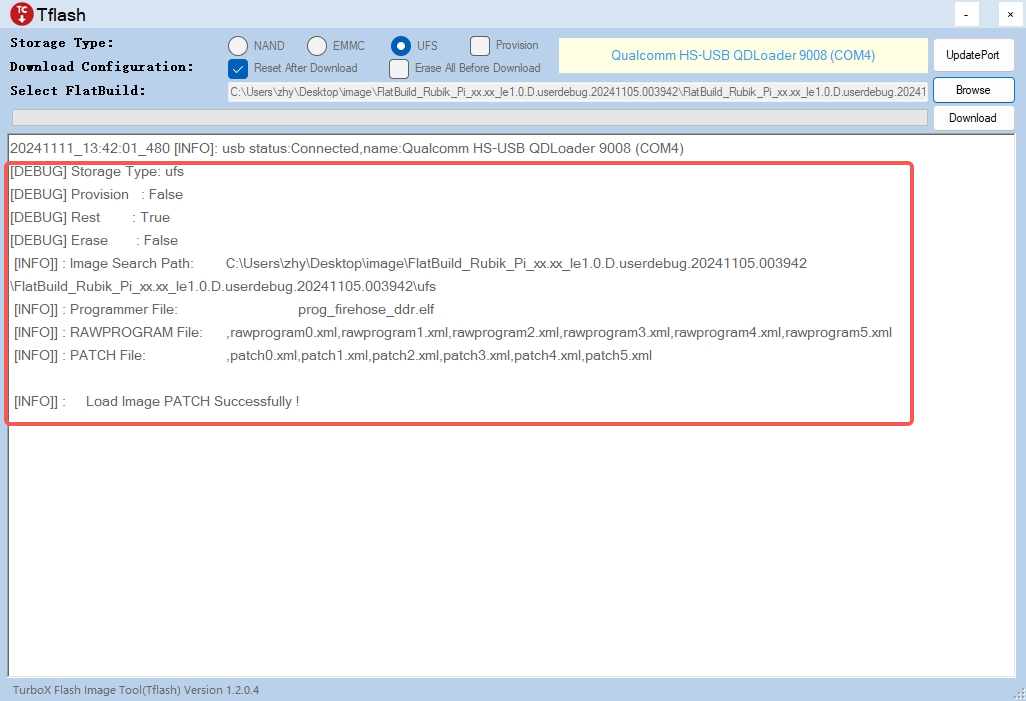 TC Tflash - ×
Storage Type: NAND EMMC UFS Provision Qualcomm HS-USB QDLoader 9008 (COM4) UpdatePort
Download Configuration: Reset After Download Erase All Before Download
Select FlatBuild: C:\Users\zhy\Desktop\image\FlatBuild_Rubik_Pi_xx.xx_le1.0.D.userdebug.20241105.003942\FlatBuild_Rubik_Pi_xx.xx_le1.0.D.userdebug.20241 Browse
Download
20241111_13:42:01_480 [INFO]: usb status:Connected,name:Qualcomm HS-USB QDLoader 9008 (COM4)
[DEBUG] Storage Type: ufs
[DEBUG] Provision : False
[DEBUG] Rest : True
[DEBUG] Erase : False
[INFO]] : Image Search Path: C:\Users\zhy\Desktop\image\FlatBuild_Rubik_Pi_xx.xx_le1.0.D.userdebug.20241105.003942
\FlatBuild_Rubik_Pi_xx.xx_le1.0.D.userdebug.20241105.003942\ufs
[INFO]] : Programmer File: prog_firehose_ddr.elf
[INFO]] : RAWPROGRAM File: ,rawprogram0.xml,rawprogram1.xml,rawprogram2.xml,rawprogram3.xml,rawprogram4.xml,rawprogram5.xml
[INFO]] : PATCH File: ,patch0.xml,patch1.xml,patch2.xml,patch3.xml,patch4.xml,patch5.xml
[INFO]] : Load Image PATCH Successfully !
TurboX Flash Image Tool(Tflash) Version 1.2.0.4